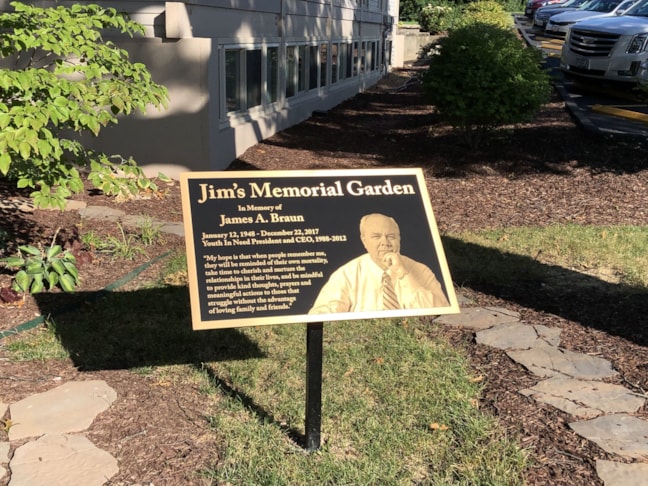 Jim's Memorial Garden
In Memory of
James A. Braun
January 12, 1948 - December 22, 2017
Youth In Need President and CEO, 1988-2012
"My hope is that when people remember me,
they will be reminded of their own mortality,
take time to cherish and nurture the
relationships in their lives, and be mindful
to provide kind thoughts, prayers and
meaningful actions to those that
struggle without the advantage
of loving family and friends."